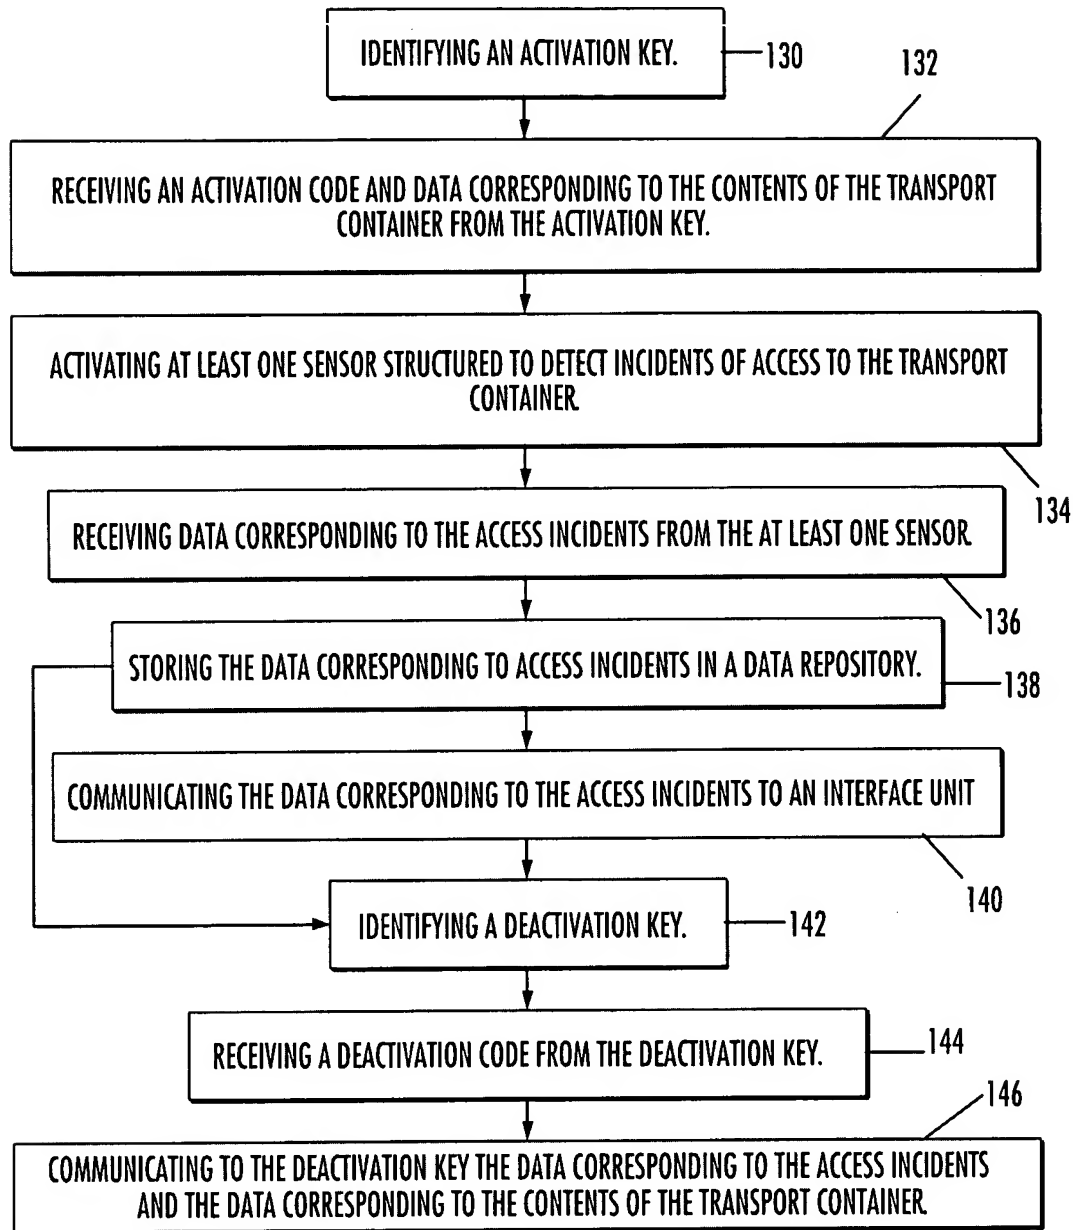 IDENTIFYING AN ACTIVATION KEY.
130
132
RECEIVING AN ACTIVATION CODE AND DATA CORRESPONDING TO THE CONTENTS OF THE TRANSPORT
CONTAINER FROM THE ACTIVATION KEY.
ACTIVATING AT LEAST ONE SENSOR STRUCTURED TO DETECT INCIDENTS OF ACCESS TO THE TRANSPORT
CONTAINER.
134
RECEIVING DATA CORRESPONDING TO THE ACCESS INCIDENTS FROM THE AT LEAST ONE SENSOR.
136
STORING THE DATA CORRESPONDING TO ACCESS INCIDENTS IN A DATA REPOSITORY.
138
COMMUNICATING THE DATA CORRESPONDING TO THE ACCESS INCIDENTS TO AN INTERFACE UNIT
140
IDENTIFYING A DEACTIVATION KEY.
142
RECEIVING A DEACTIVATION CODE FROM THE DEACTIVATION KEY.
144
146
COMMUNICATING TO THE DEACTIVATION KEY THE DATA CORRESPONDING TO THE ACCESS INCIDENTS
AND THE DATA CORRESPONDING TO THE CONTENTS OF THE TRANSPORT CONTAINER.